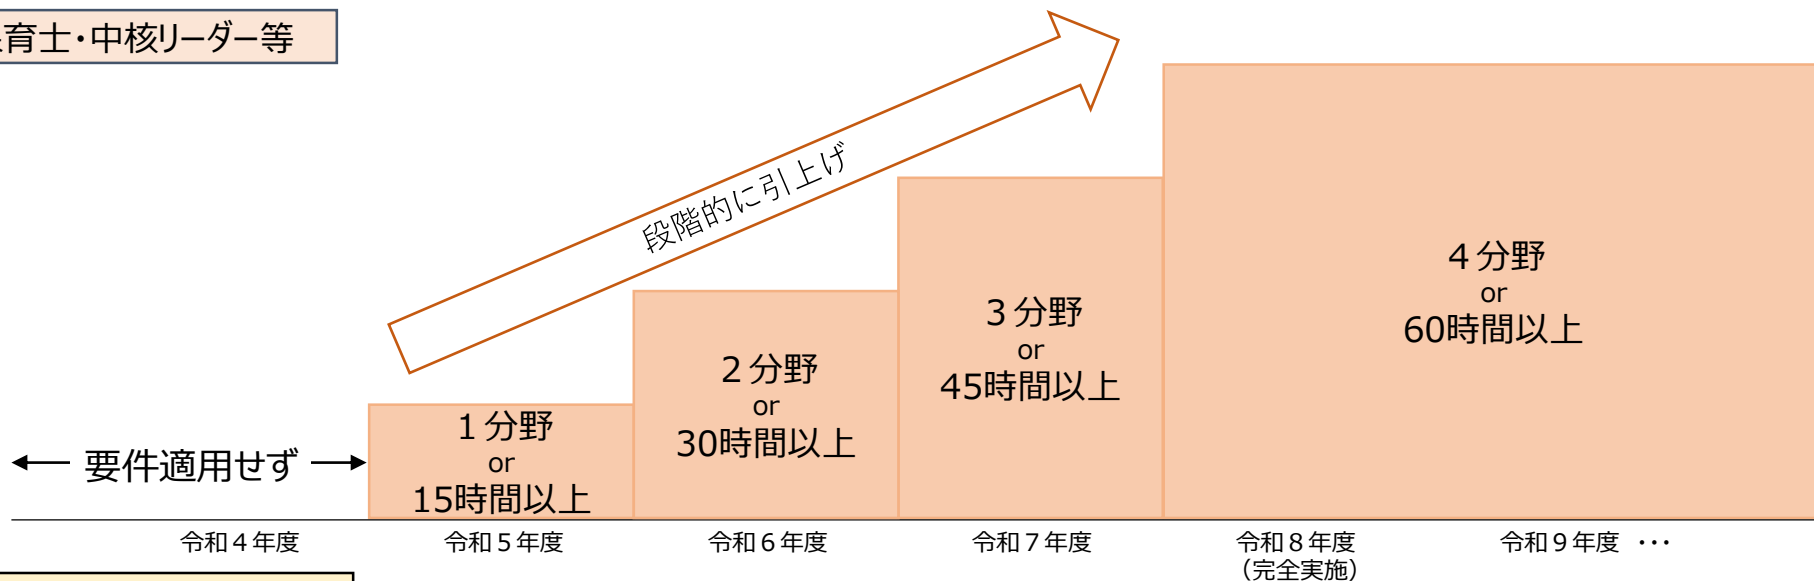 育士・中核リーダー等
段階的に引上げ
4分野
or
60時間以上
3分野
or
45時間以上
2分野
or
30時間以上
1分野
or
15時間以上
要件適用せず
令和4年度
令和5年度
令和6年度
令和7年度
令和8年度
(完全実施)
令和9年度 ・・・